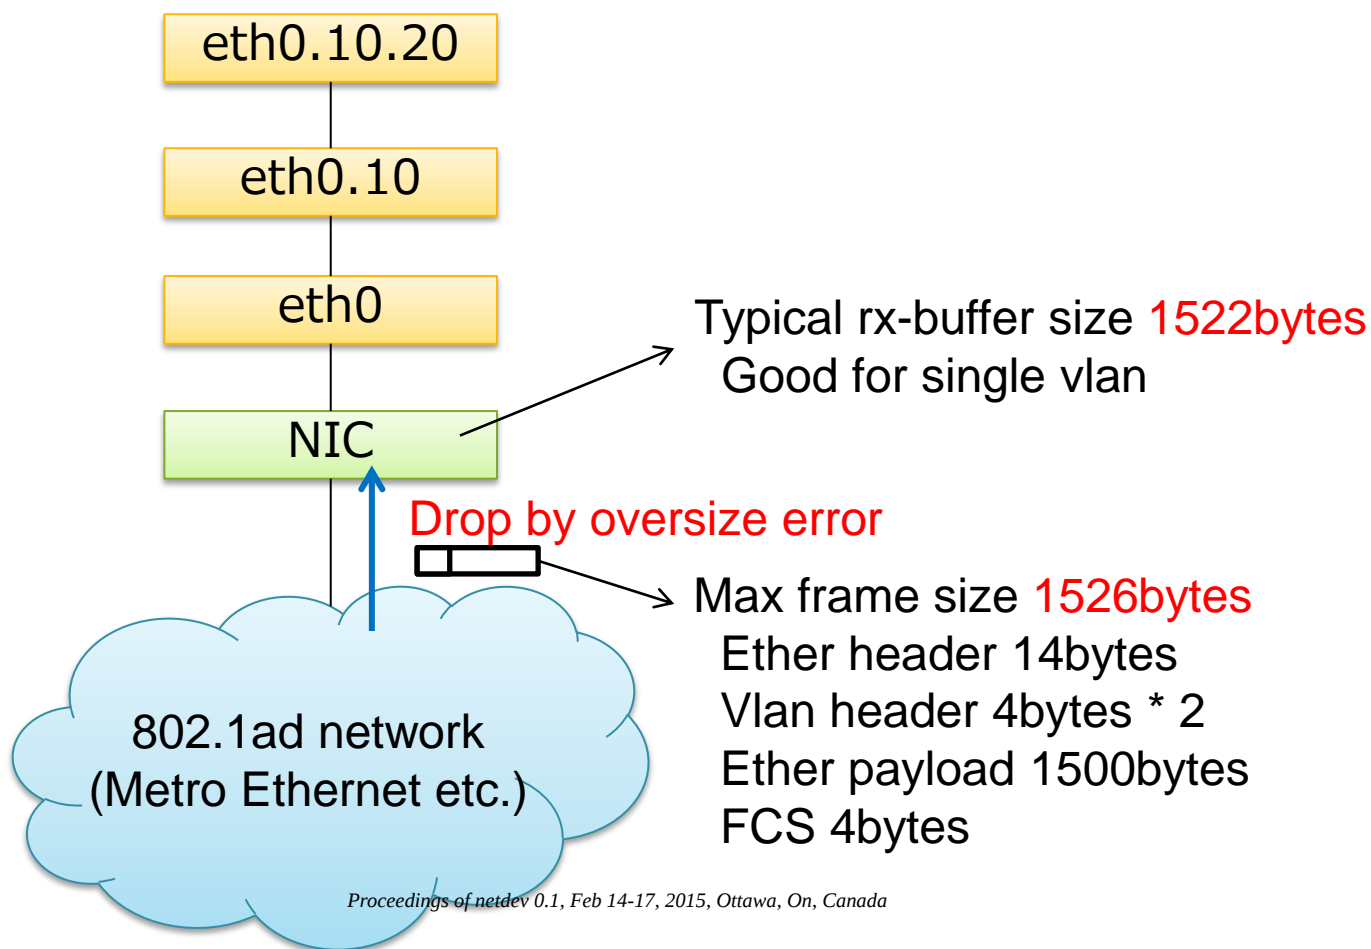 eth0.10.20
eth0.10
eth0
NIC
Typical rx-buffer size 1522bytes
Good for single vlan
Drop by oversize error
Max frame size 1526bytes
Ether header 14bytes
Vlan header 4bytes * 2
Ether payload 1500bytes
FCS 4bytes
802.1ad network
(Metro Ethernet etc.)
Proceedings of netdev 0.1, Feb 14-17, 2015, Ottawa, On, Canada